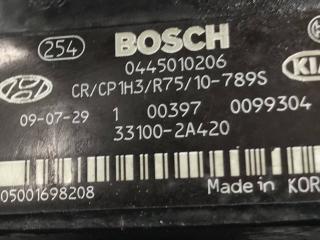 254 BOSCH
0445010206
CR/CP1H3/R75/10-789S
KIA
09-07-29 1 00397 0099304
33100-2A420
05001698208
Made in KOR